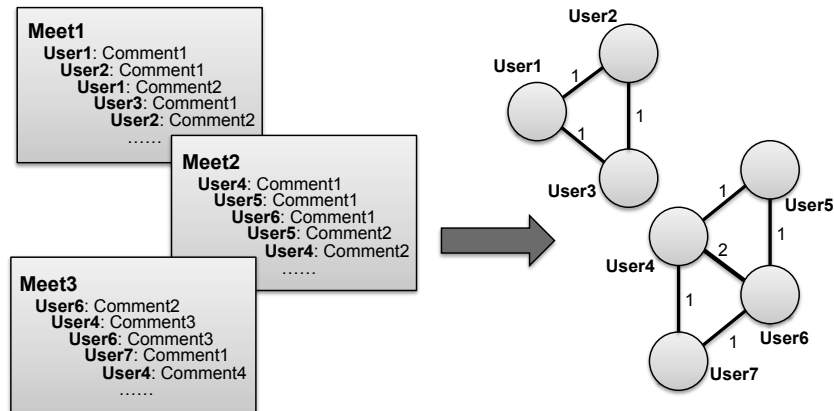 Meet1
User1: Comment1
User2: Comment1
User1: Comment2
User3: Comment1
User2: Comment2
......
Meet2
User4: Comment1
User5: Comment1
User6: Comment1
User5: Comment2
User4: Comment2
......
Meet3
User6: Comment2
User4: Comment3
User6: Comment3
User7: Comment1
User4: Comment4
......
User2
User1
1
1
1
User3
1
User5
User4
2
1
1
User6
1
User7